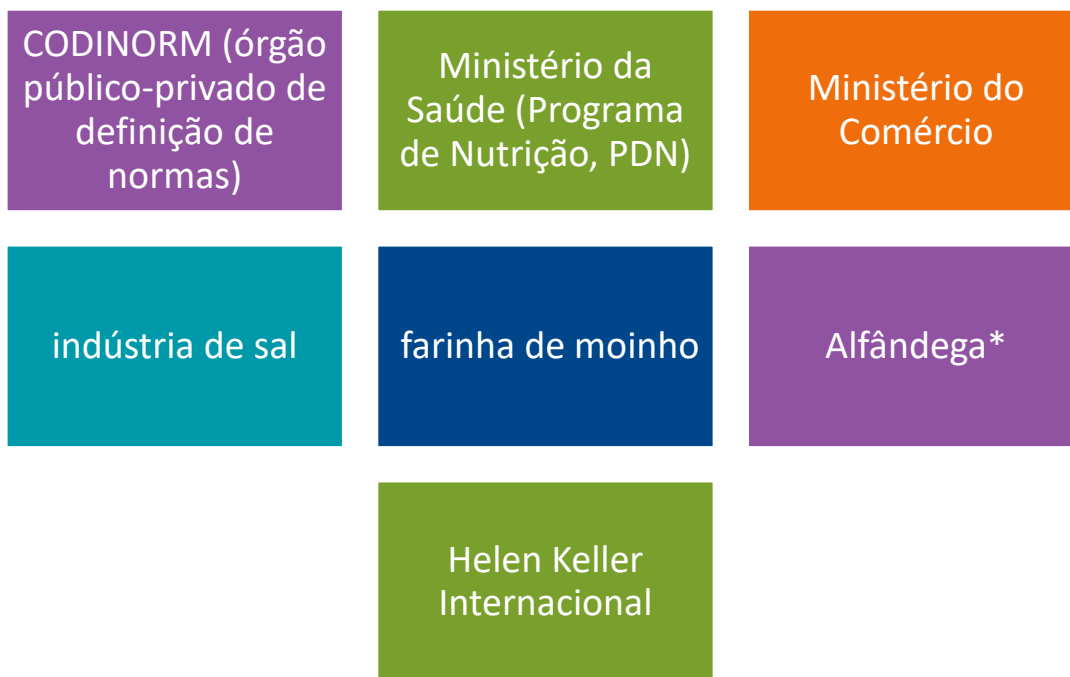 CODINORM (órgão
público-privado de
definição de
normas)
Ministério da
Saúde (Programa
de Nutrição, PDN)
Ministério do
Comércio
indústria de sal
farinha de moinho
Alfândega*
Helen Keller
Internacional